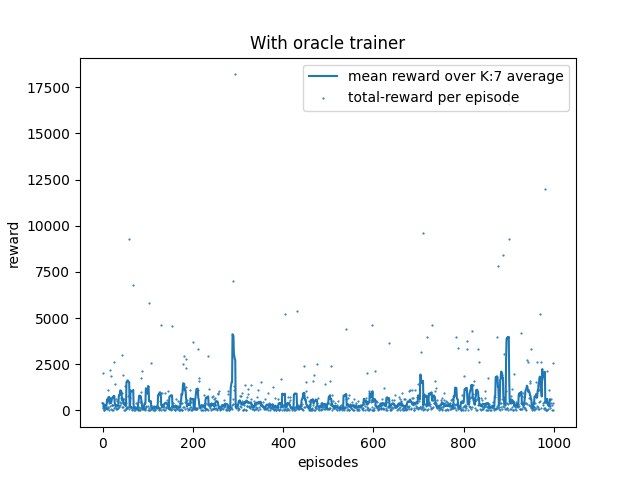 With oracle trainer
mean reward over K:7 average
total-reward per episode
17500
15000
12500
10000
7500
5000
2500
0
reward
0 200 400 600 800 1000
episodes